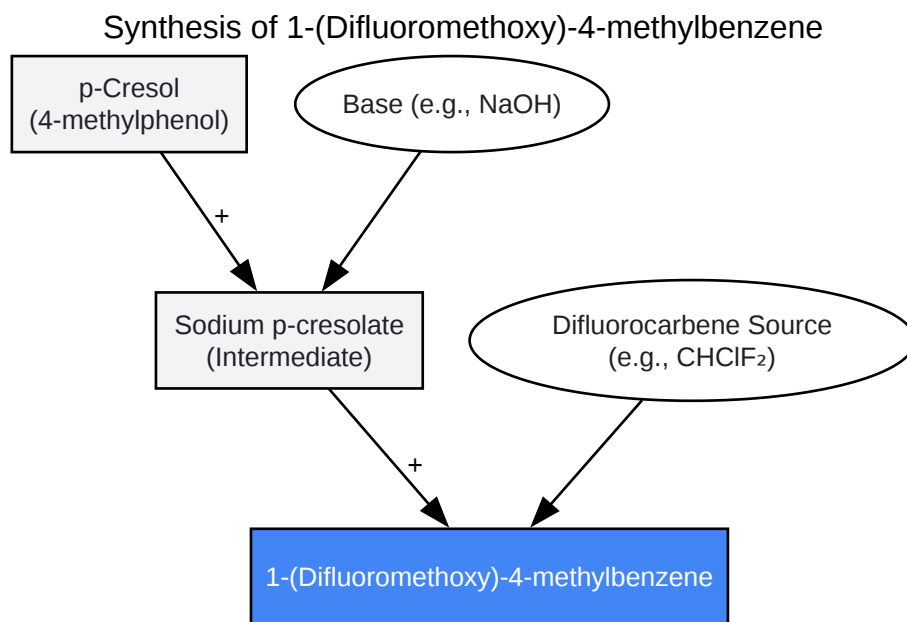 Synthesis of 1-(Difluoromethoxy)-4-methylbenzene
p-Cresol
(4-methylphenol)
Base (e.g., NaOH)
+
Sodium p-cresolate
(Intermediate)
Difluorocarbene Source
(e.g., CHClF₂)
+
1-(Difluoromethoxy)-4-methylbenzene